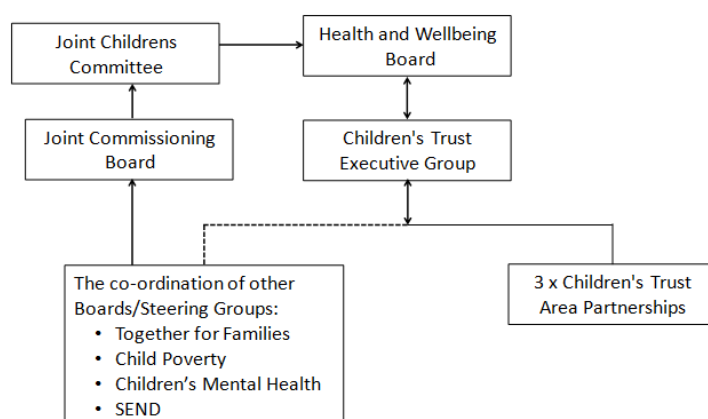 Joint Childrens
Committee
Health and Wellbeing
Board
Joint Commissioning
Board
Children's Trust
Executive Group
The co-ordination of other
Boards/Steering Groups:
• Together for Families
• Child Poverty
• Children’s Mental Health
• SEND
3 x Children's Trust
Area Partnerships